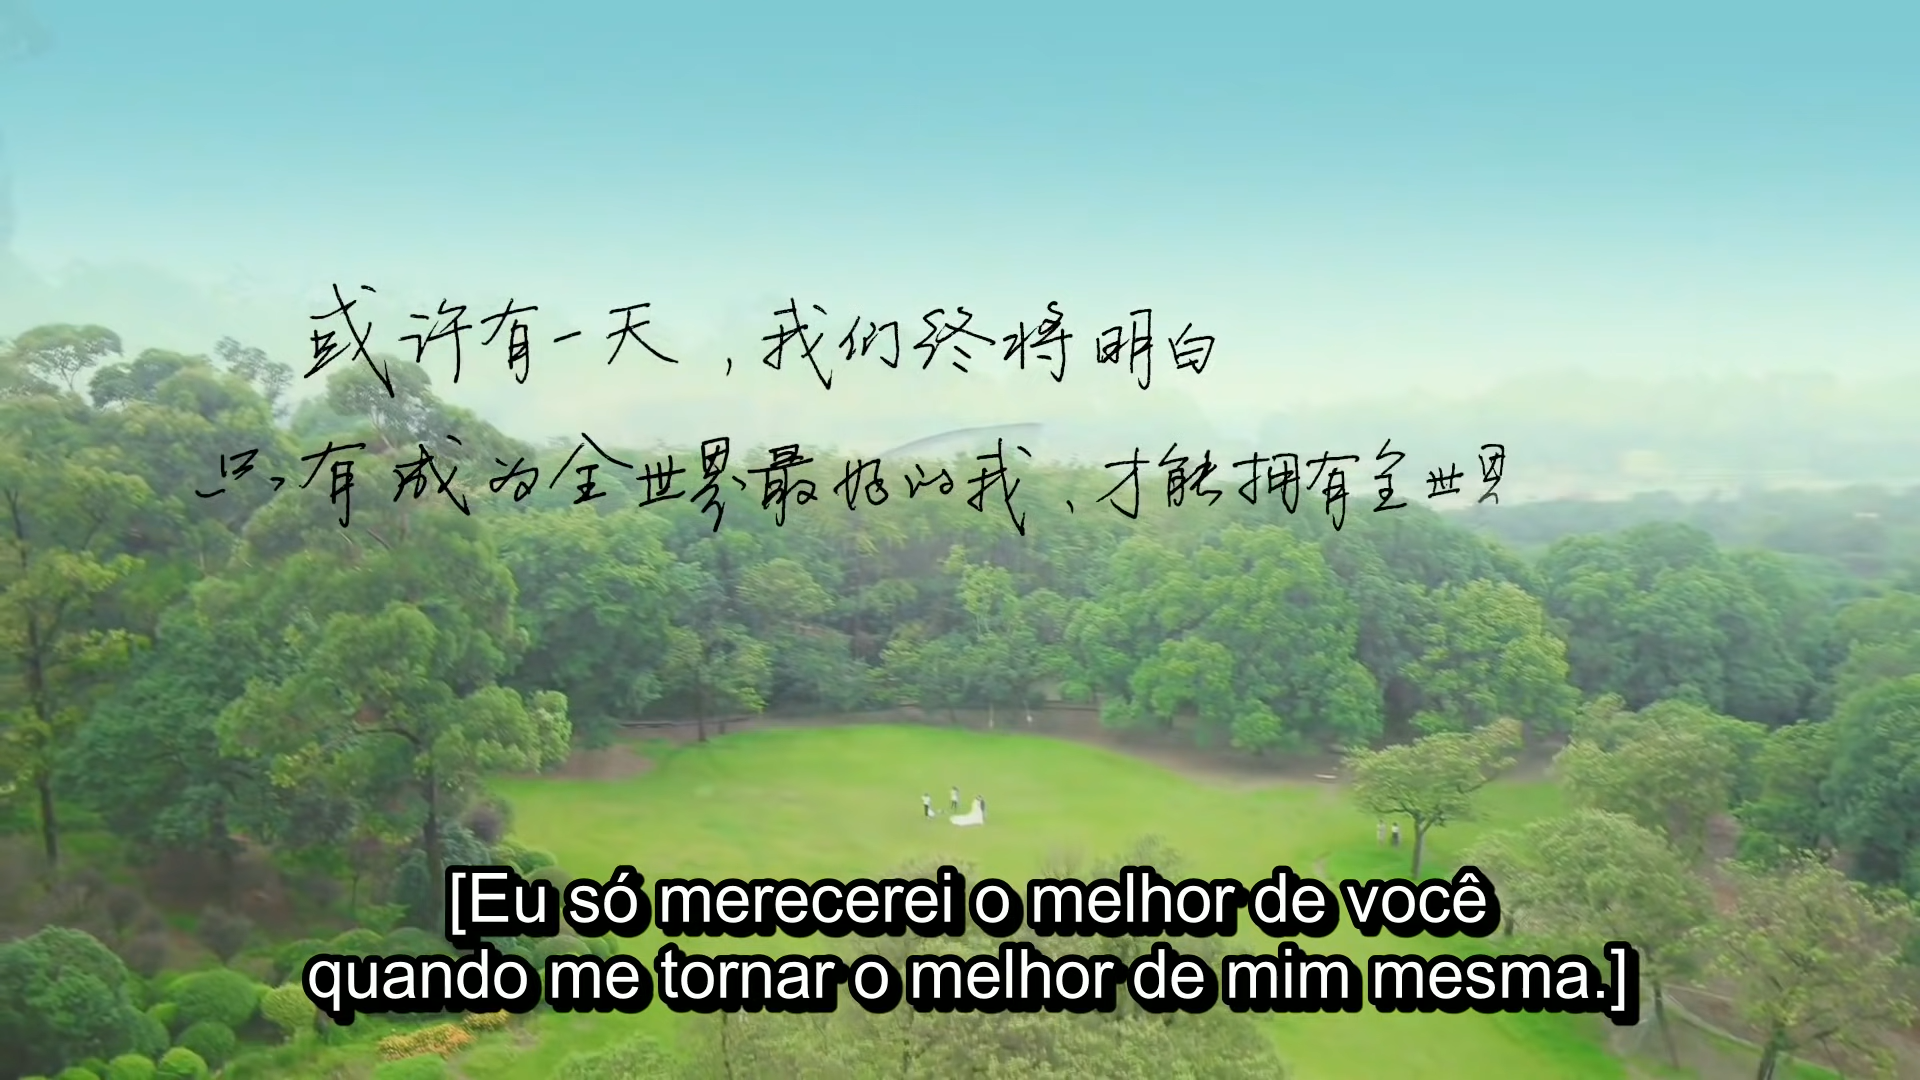 或许有一天，我们终将明白
只有成为全世界最好的我、才能拥有全世界
[Eu só merecerei o melhor de você
quando me tornar o melhor de mim mesma.]